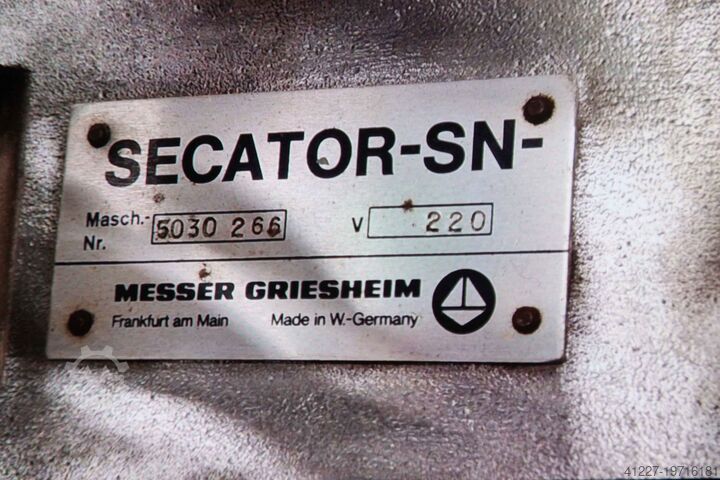 SECATOR-SN-
Masch.- Nr. 5030 266 V 220
MESSER GRIESHEIM
Frankfurt am Main Made in W.-Germany
41227-19716181